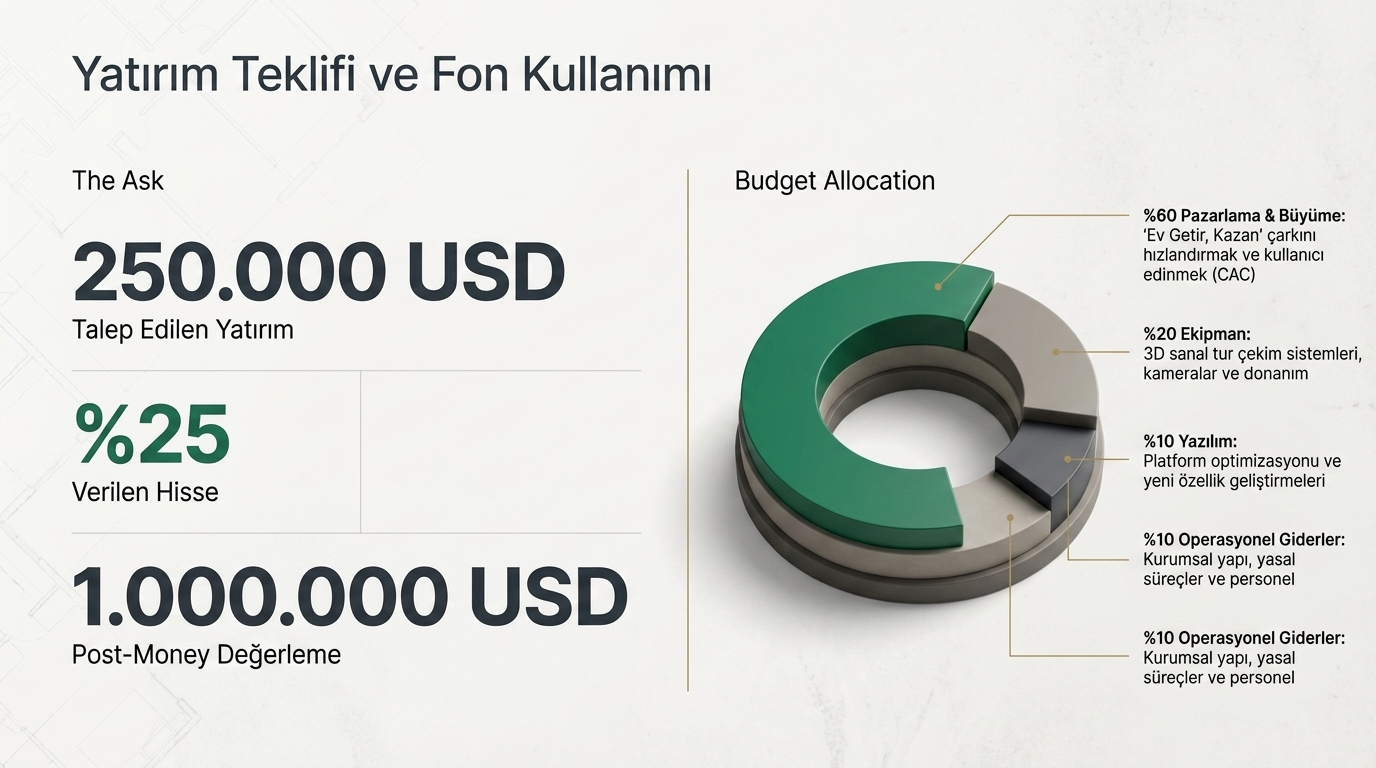 Yatırım Teklifi ve Fon Kullanımı
The Ask
250.000 USD
Talep Edilen Yatırım
%25
Verilen Hisse
1.000.000 USD
Post-Money Değerleme
Budget Allocation
%60 Pazarlama & Büyüme:
‘Ev Getir, Kazan’ çarkını
hızlandırmak ve kullanıcı
edinmek (CAC)
%20 Ekipman:
3D sanal tur çekim sistemleri,
kameralar ve donanım
%10 Yazılım:
Platform optimizasyonu ve
yeni özellik geliştirmeleri
%10 Operasyonel Giderler:
Kurumsal yapı, yasal
süreçler ve personel
%10 Operasyonel Giderler:
Kurumsal yapı, yasal
süreçler ve personel